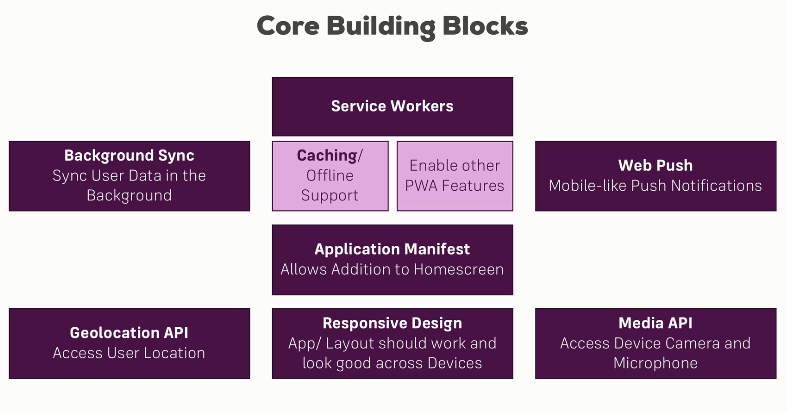 Core Building Blocks
Service Workers
Background Sync
Sync User Data in the
Background
Caching/
Offline
Support
Enable other
PWA Features
Web Push
Mobile-like Push Notifications
Application Manifest
Allows Addition to Homescreen
Geolocation API
Access User Location
Responsive Design
App/ Layout should work and
look good across Devices
Media API
Access Device Camera and
Microphone